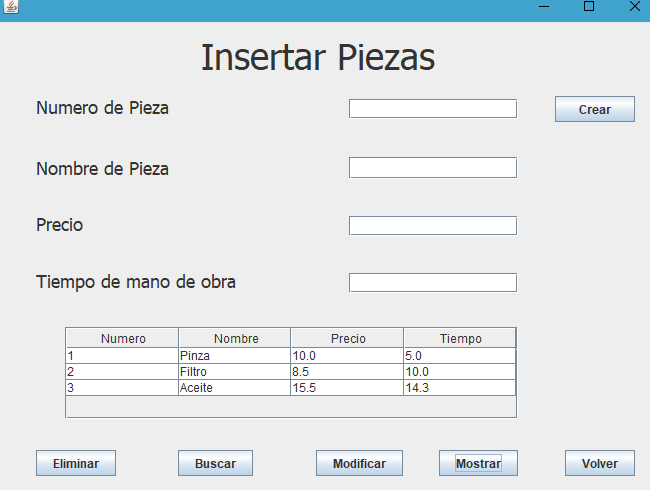 Insertar Piezas
Numero de Pieza
Crear
Nombre de Pieza
Precio
Tiempo de mano de obra
Numero Nombre Precio Tiempo
1 Pinza 10.0 5.0
2 Filtro 8.5 10.0
3 Aceite 15.5 14.3
Eliminar Buscar Modificar Mostrar Volver